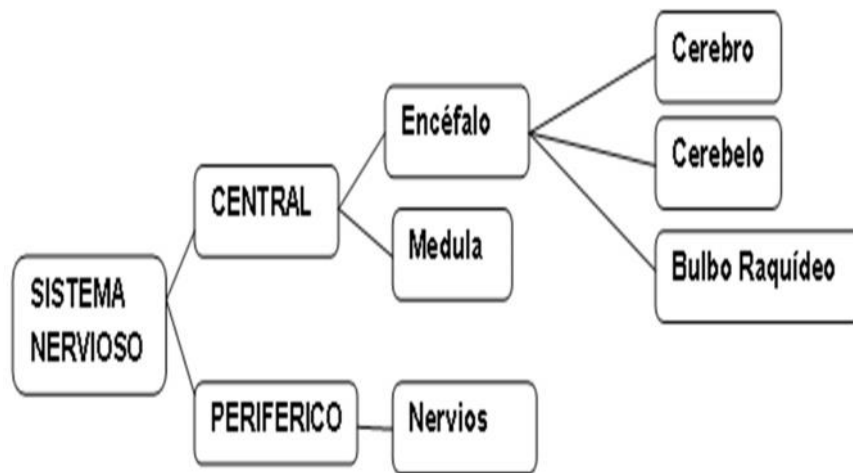 SISTEMA
NERVIOSO
CENTRAL
Encéfalo
Cerebro
Cerebelo
Bulbo Raquídeo
Medula
PERIFERICO
Nervios